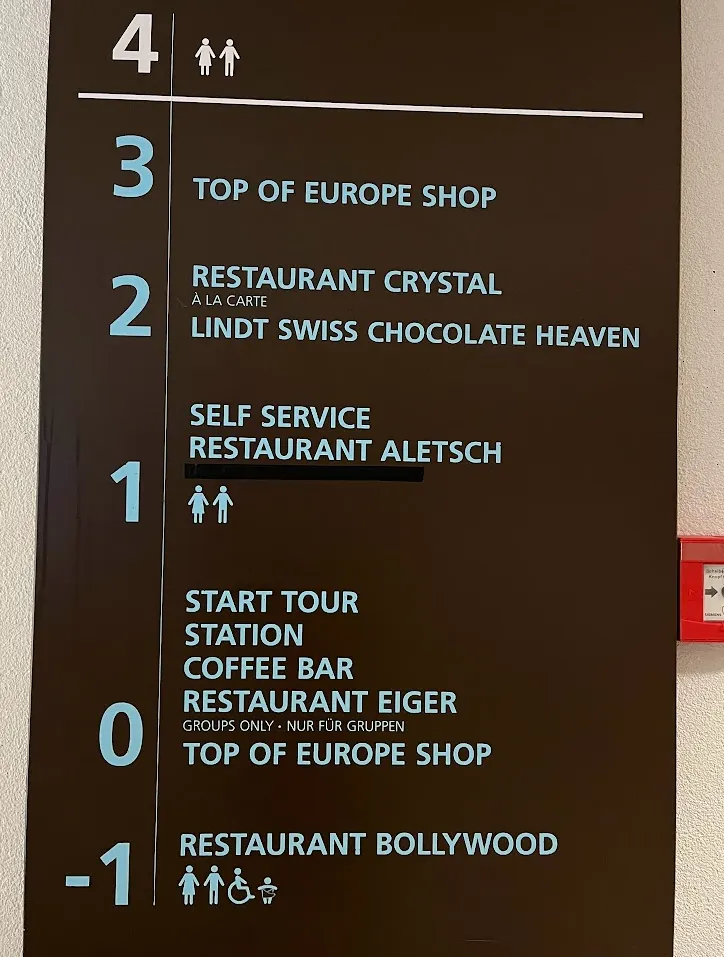 4
3
TOP OF EUROPE SHOP
2
RESTAURANT CRYSTAL
À LA CARTE
LINDT SWISS CHOCOLATE HEAVEN
1
SELF SERVICE
RESTAURANT ALETSCH
0
START TOUR
STATION
COFFEE BAR
RESTAURANT EIGER
GROUPS ONLY · NUR FÜR GRUPPEN
TOP OF EUROPE SHOP
-1
RESTAURANT BOLLYWOOD